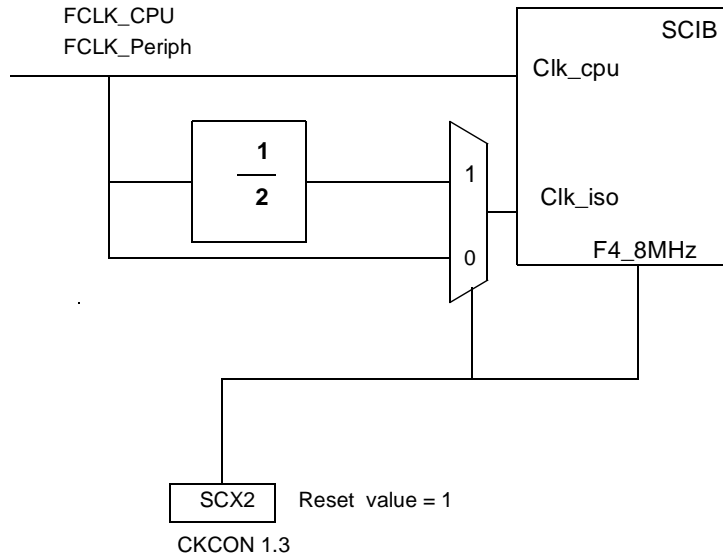 FCLK_CPU
FCLK_Periph
SCIB
Clk_cpu
1
2
1
Clk_iso
0
F4_8MHz
SCX2 Reset value = 1
CKCON 1.3